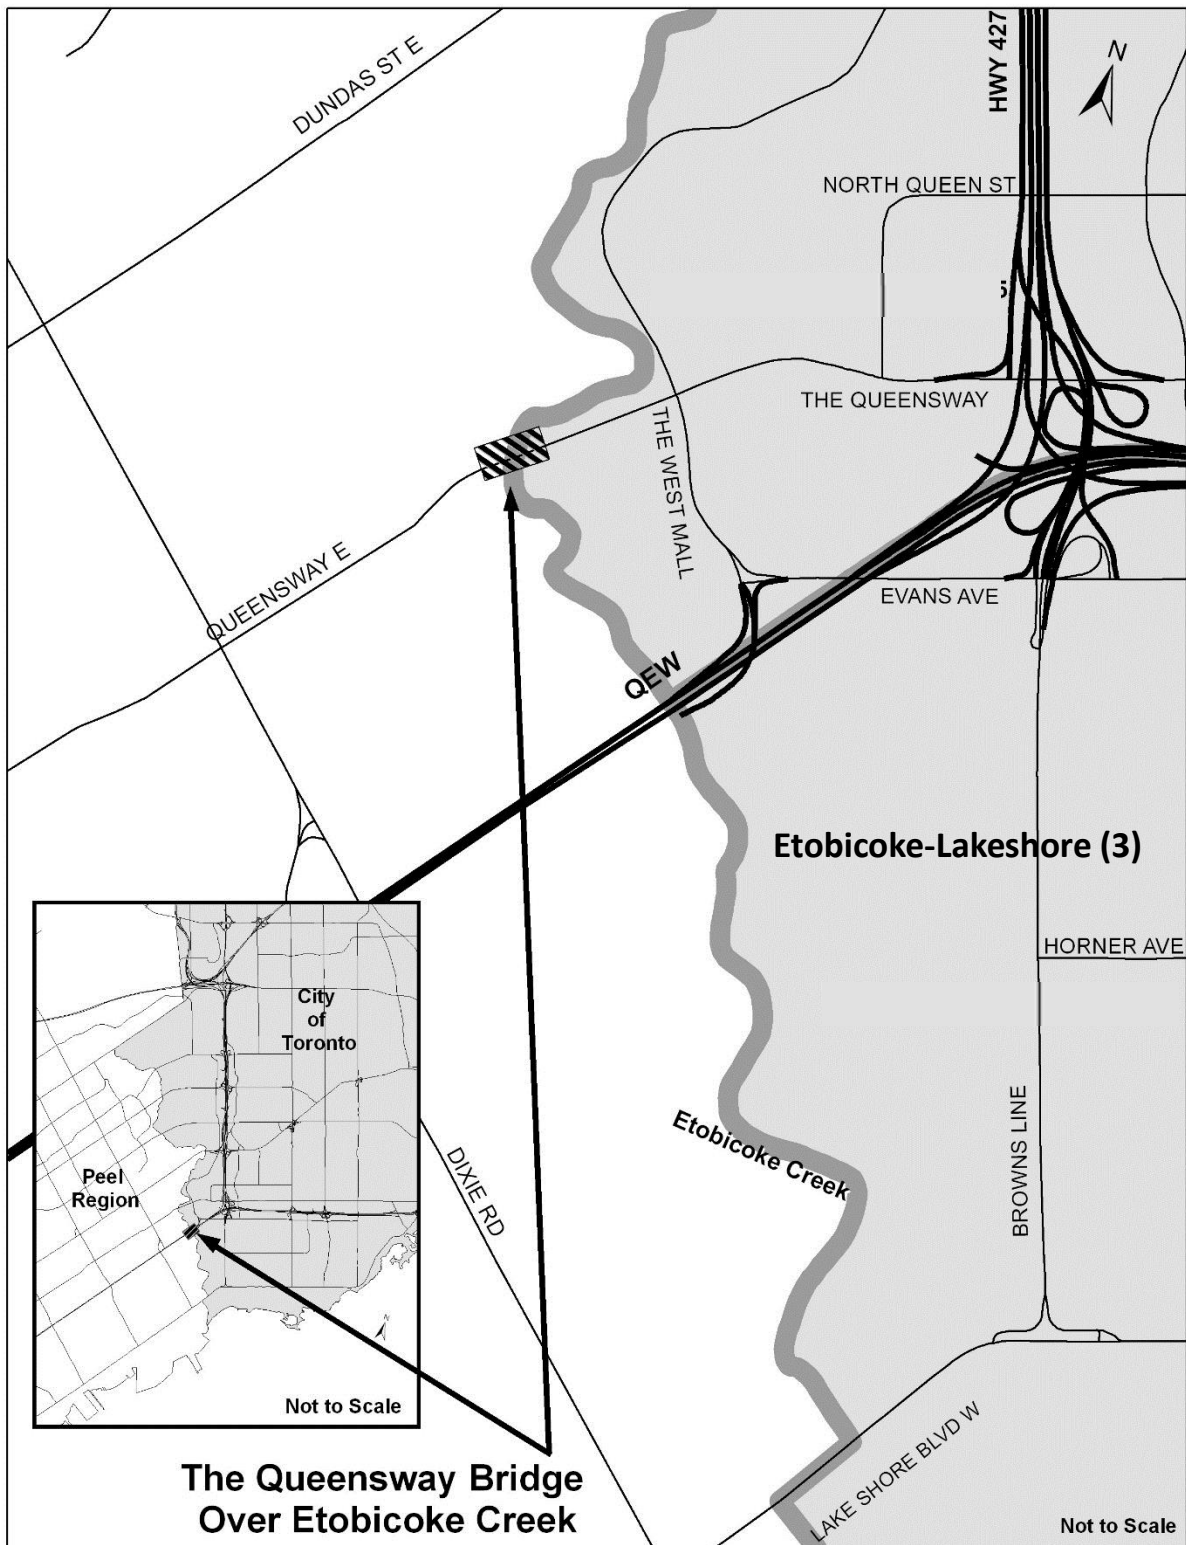 DUNDAS ST E
HWY 427
N
NORTH QUEEN ST
5
THE QUEENSWAY
THE WEST MALL
QUEENSWAY E
EVANS AVE
QEW
Etobicoke-Lakeshore (3)
HORNER AVE
City
of
Toronto
Peel
Region
N
Not to Scale
DIXIE RD
Etobicoke Creek
BROWNS LINE
LAKE SHORE BLVD W
The Queensway Bridge
Over Etobicoke Creek
Not to Scale